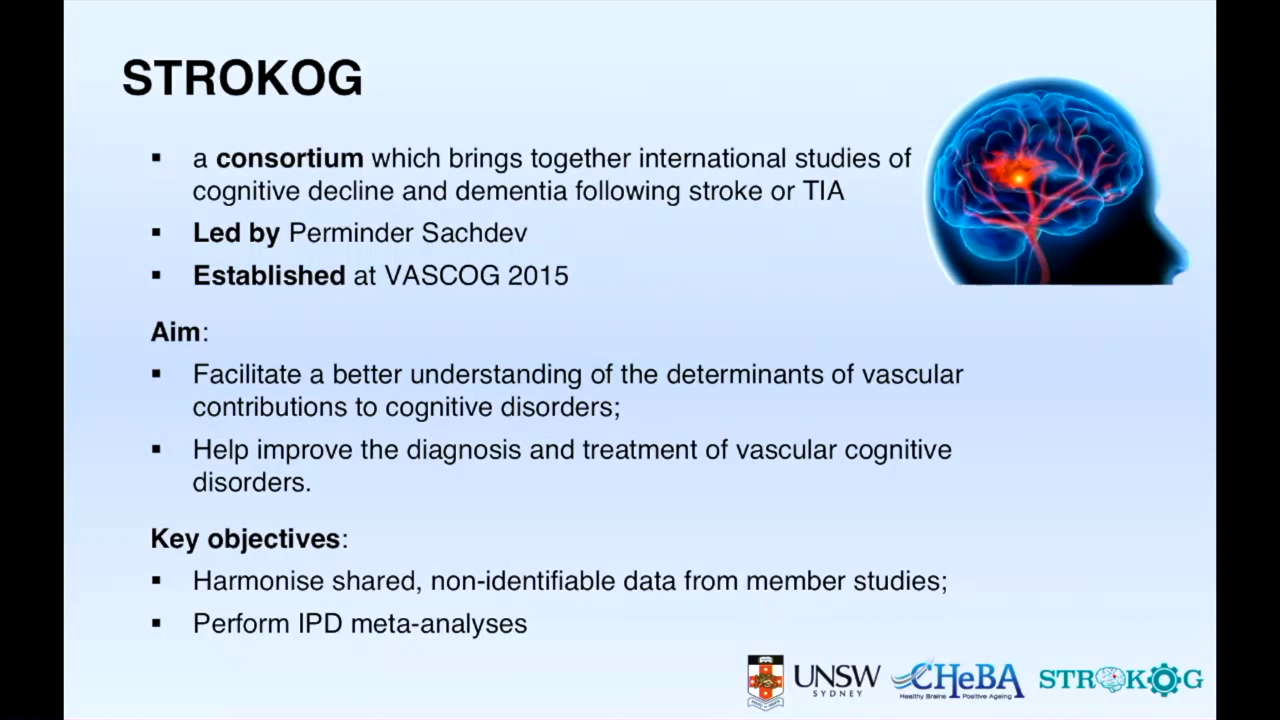 STROKOG
▪ a consortium which brings together international studies of
cognitive decline and dementia following stroke or TIA
▪ Led by Perminder Sachdev
▪ Established at VASCOG 2015
Aim:
▪ Facilitate a better understanding of the determinants of vascular
contributions to cognitive disorders;
▪ Help improve the diagnosis and treatment of vascular cognitive
disorders.
Key objectives:
▪ Harmonise shared, non-identifiable data from member studies;
▪ Perform IPD meta-analyses
UNSW
SYDNEY
CHeBA
Healthy Brains Positive Ageing
STROKOG